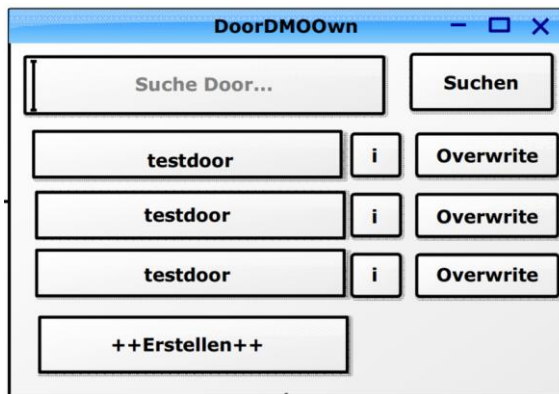 DoorDMOOwn
Suche Door...
Suchen
testdoor
i
Overwrite
testdoor
i
Overwrite
testdoor
i
Overwrite
++Erstellen++